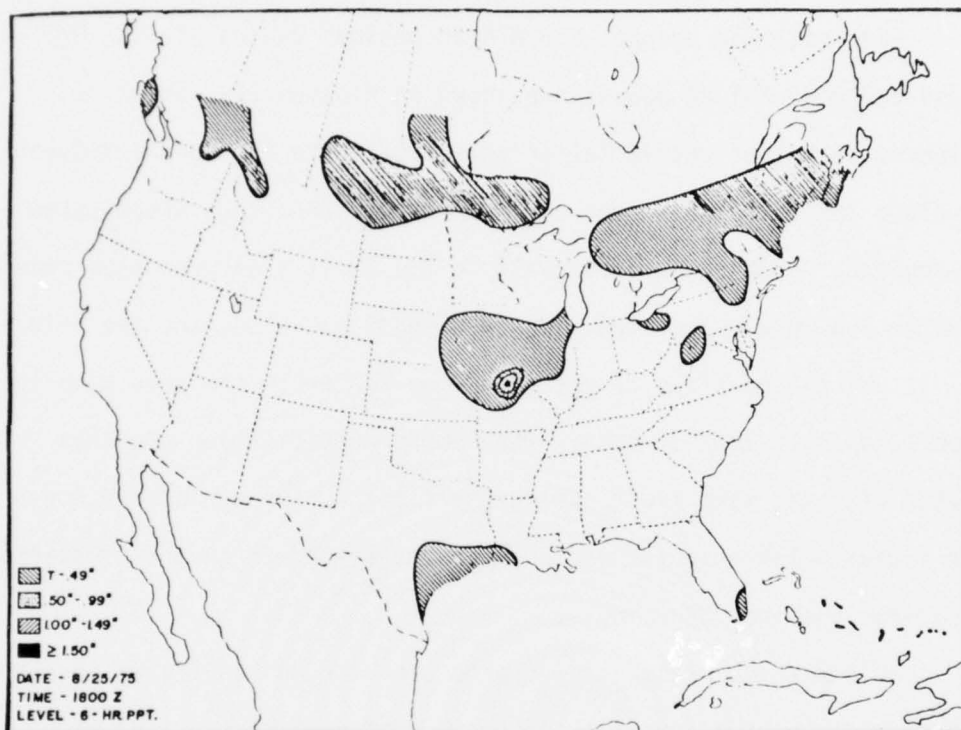 T - .49"
.50" - .99"
1.00" - 1.49"
≥ 1.50"
DATE - 8/25/75
TIME - 1800 Z
LEVEL - 6 - HR PPT.